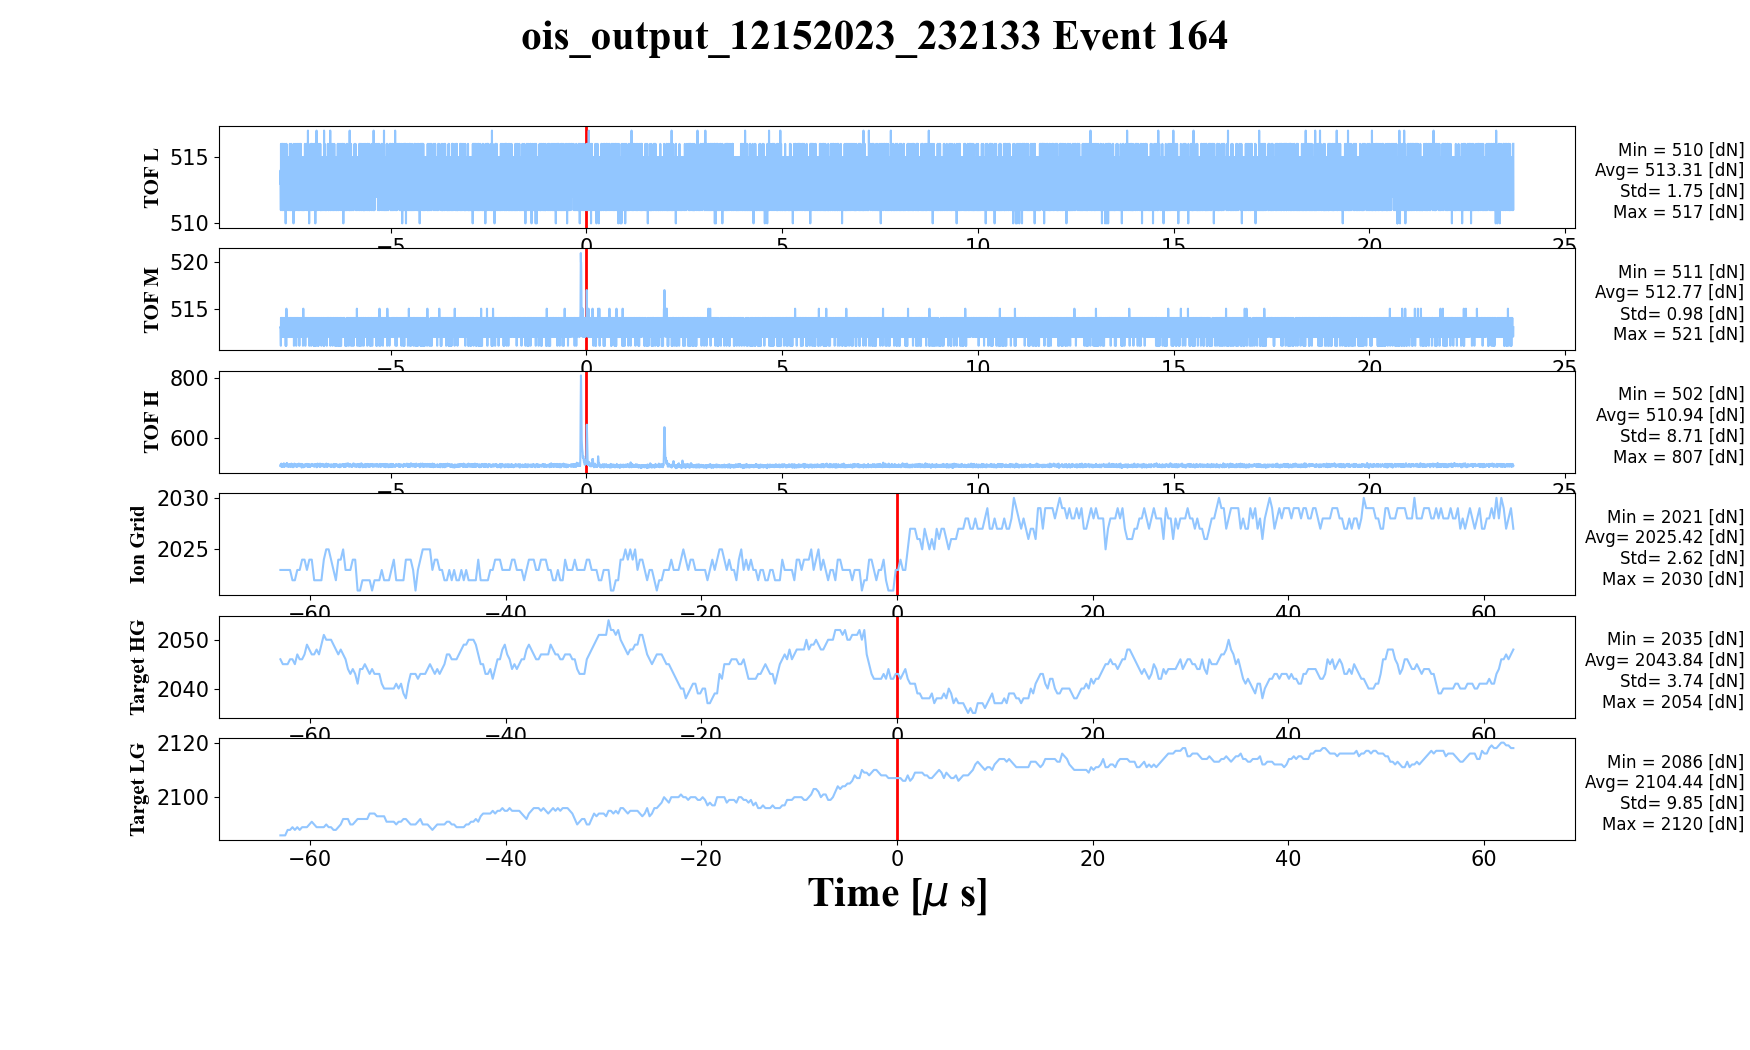 ois_output_12152023_232133 Event 164
TOF L
515
510
Min = 510 [dN]
Avg= 513.31 [dN]
Std= 1.75 [dN]
Max = 517 [dN]
−5 0 5 10 15 20 25
TOF M
520
515
Min = 511 [dN]
Avg= 512.77 [dN]
Std= 0.98 [dN]
Max = 521 [dN]
−5 0 5 10 15 20 25
TOF H
800
600
Min = 502 [dN]
Avg= 510.94 [dN]
Std= 8.71 [dN]
Max = 807 [dN]
−5 0 5 10 15 20 25
Ion Grid
2030
2025
Min = 2021 [dN]
Avg= 2025.42 [dN]
Std= 2.62 [dN]
Max = 2030 [dN]
−60 −40 −20 0 20 40 60
Target HG
2050
2040
Min = 2035 [dN]
Avg= 2043.84 [dN]
Std= 3.74 [dN]
Max = 2054 [dN]
−60 −40 −20 0 20 40 60
Target LG
2120
2100
Min = 2086 [dN]
Avg= 2104.44 [dN]
Std= 9.85 [dN]
Max = 2120 [dN]
−60 −40 −20 0 20 40 60
Time [μ s]